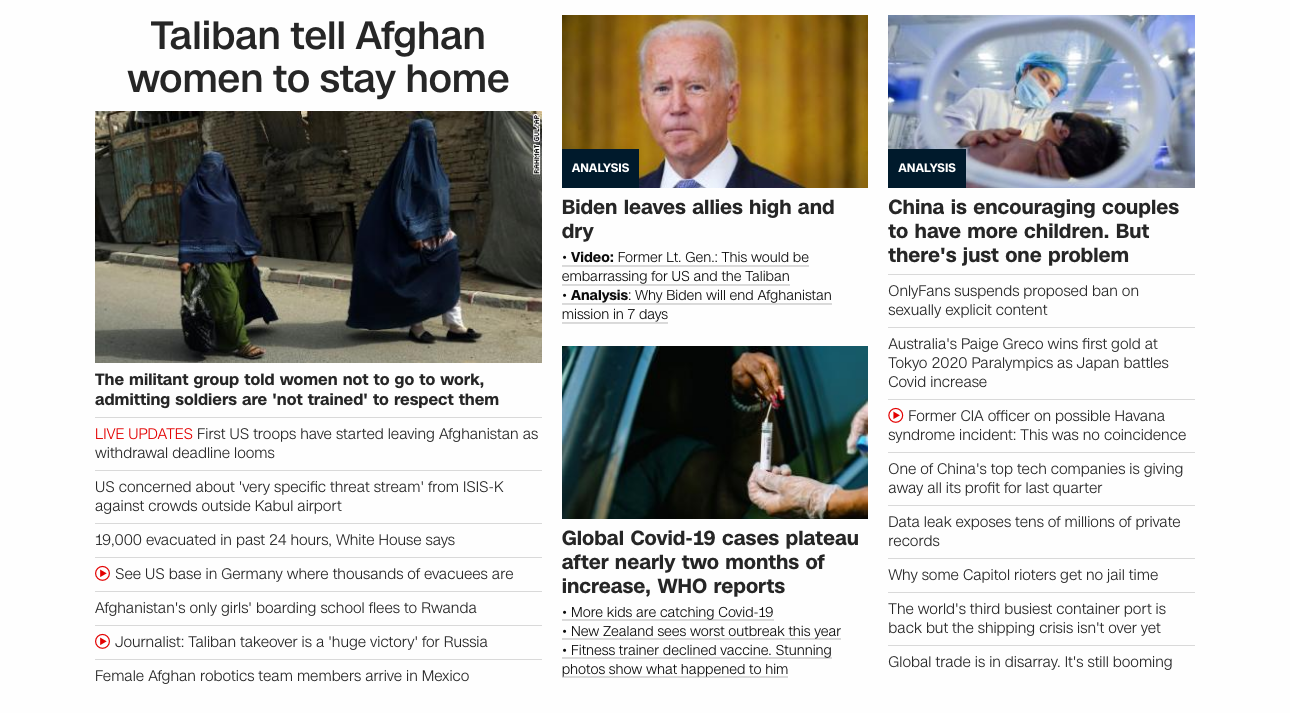 Taliban tell Afghan
women to stay home
RAHMAT GUL/AP
The militant group told women not to go to work,
admitting soldiers are 'not trained' to respect them
LIVE UPDATES First US troops have started leaving Afghanistan as
withdrawal deadline looms
US concerned about 'very specific threat stream' from ISIS-K
against crowds outside Kabul airport
19,000 evacuated in past 24 hours, White House says
See US base in Germany where thousands of evacuees are
Afghanistan's only girls' boarding school flees to Rwanda
Journalist: Taliban takeover is a 'huge victory' for Russia
Female Afghan robotics team members arrive in Mexico
ANALYSIS
Biden leaves allies high and
dry
• Video: Former Lt. Gen.: This would be
embarrassing for US and the Taliban
• Analysis: Why Biden will end Afghanistan
mission in 7 days
Global Covid-19 cases plateau
after nearly two months of
increase, WHO reports
• More kids are catching Covid-19
• New Zealand sees worst outbreak this year
• Fitness trainer declined vaccine. Stunning
photos show what happened to him
ANALYSIS
China is encouraging couples
to have more children. But
there's just one problem
OnlyFans suspends proposed ban on
sexually explicit content
Australia's Paige Greco wins first gold at
Tokyo 2020 Paralympics as Japan battles
Covid increase
Former CIA officer on possible Havana
syndrome incident: This was no coincidence
One of China's top tech companies is giving
away all its profit for last quarter
Data leak exposes tens of millions of private
records
Why some Capitol rioters get no jail time
The world's third busiest container port is
back but the shipping crisis isn't over yet
Global trade is in disarray. It's still booming